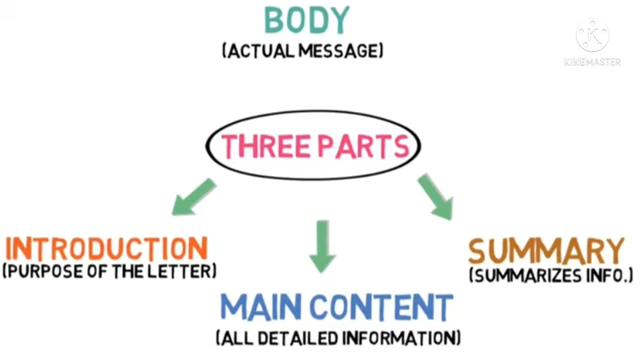 BODY
(ACTUAL MESSAGE)
KINEMASTER
THREE PARTS
INTRODUCTION
(PURPOSE OF THE LETTER)
SUMMARY
(SUMMARIZES INFO.)
MAIN CONTENT
(ALL DETAILED INFORMATION)